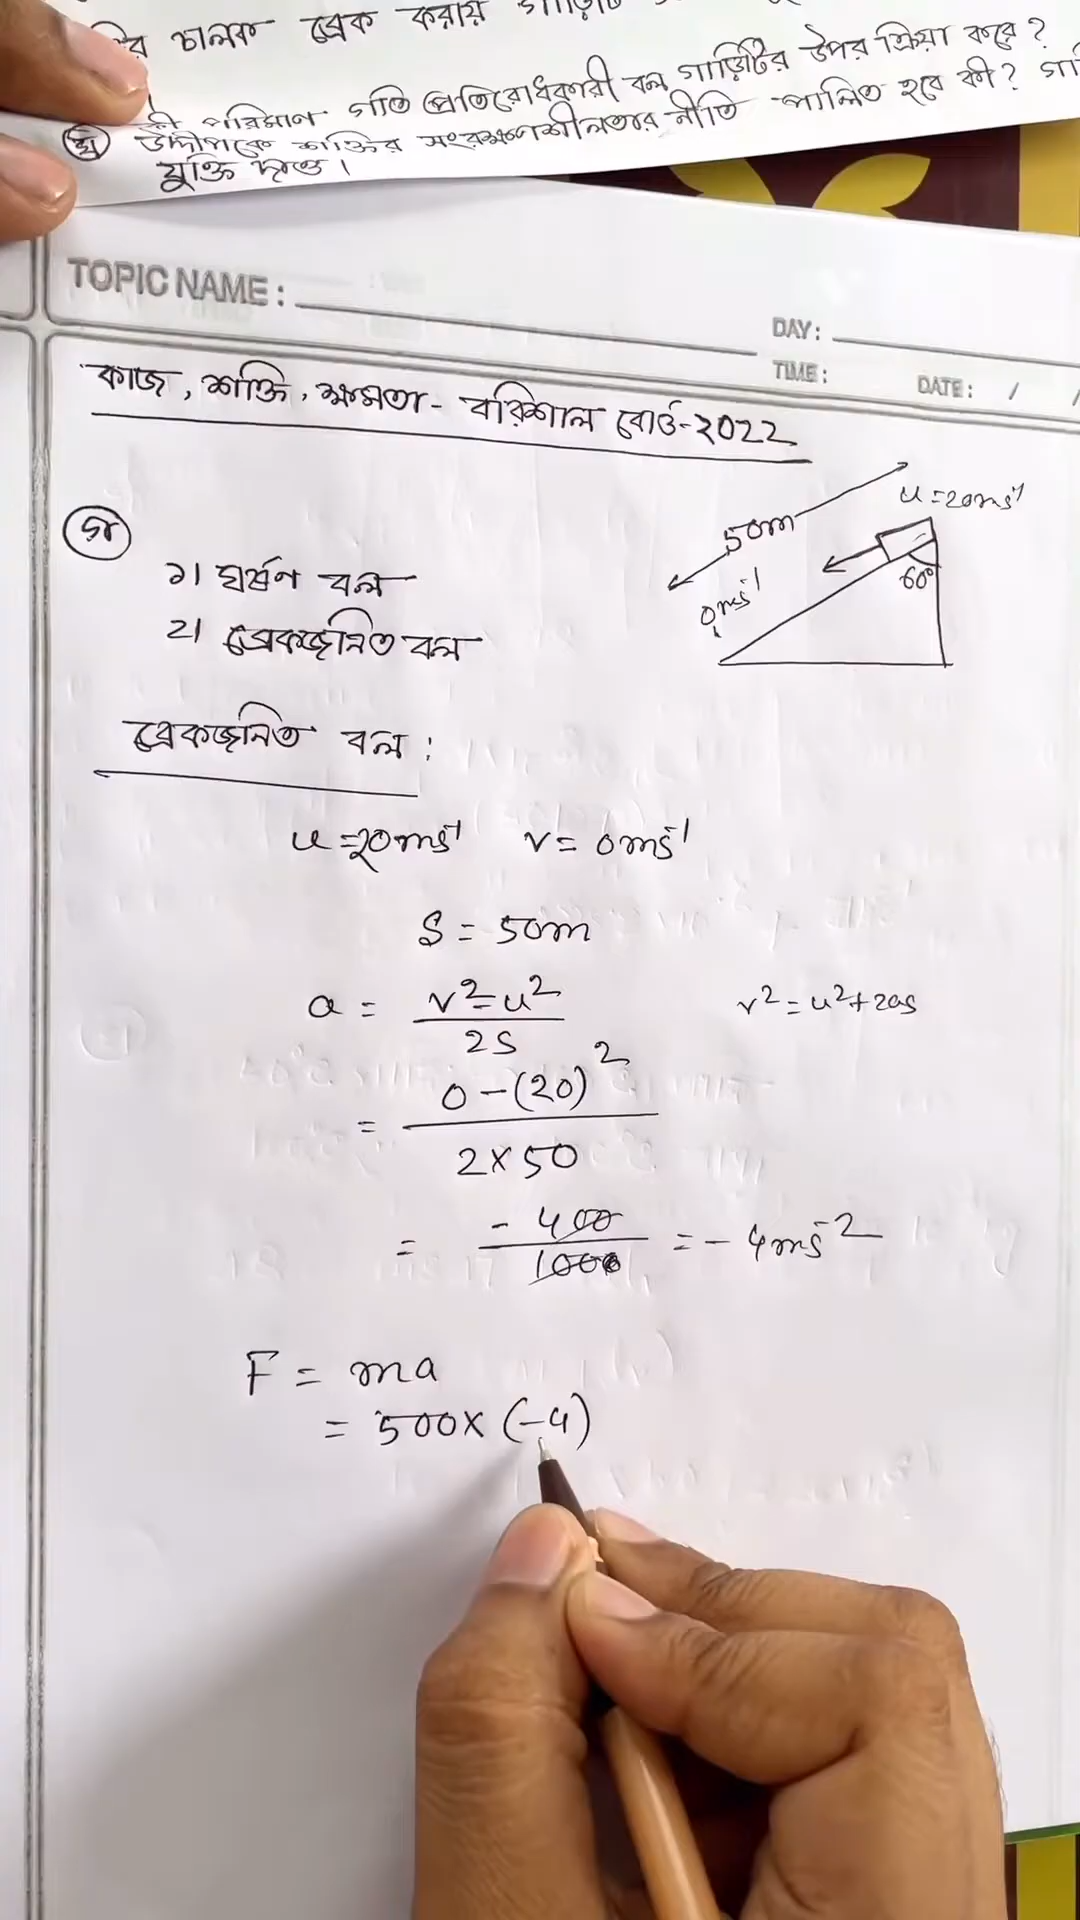 চালক ব্রেক করায়
পরিমাণ গতি প্রতিরোধকারী বল গাড়িটির উপর ক্রিয়া করে?
ঘ উদ্দীপকে শক্তির সংরক্ষণশীলতার নীতি পালিত হবে কী?
যুক্তি দাও।
TOPIC NAME :
DAY :
TIME :
DATE : / /
কাজ, শক্তি, ক্ষমতা - বরিশাল বোর্ড-২022
গ
১। ঘর্ষণ বল
2। ব্রেকজনিত বল
50m
u = 20ms⁻¹
60°
0ms⁻¹
ব্রেকজনিত বল :
u = 20ms⁻¹ v = 0ms⁻¹
S = 50m
a = v² - u² / 2S
v² = u² + 2as
= 0 - (20)² / 2 × 50
= - 400 / 100 = - 4ms⁻²
F = ma
= 500 × (-4)